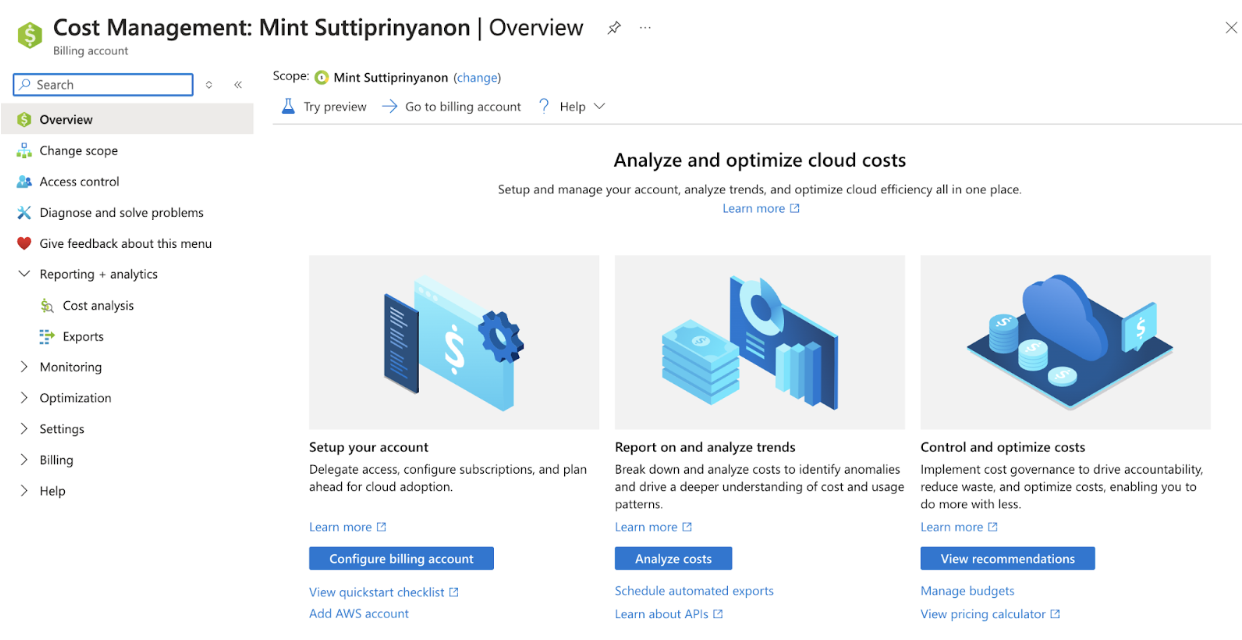 Cost Management: Mint Suttiprinyanon | Overview
Billing account
Search
Overview
Change scope
Access control
Diagnose and solve problems
Give feedback about this menu
Reporting + analytics
Cost analysis
Exports
Monitoring
Optimization
Settings
Billing
Help
Scope: Mint Suttiprinyanon (change)
Try preview Go to billing account ? Help
Analyze and optimize cloud costs
Setup and manage your account, analyze trends, and optimize cloud efficiency all in one place.
Learn more
Setup your account
Delegate access, configure subscriptions, and plan
ahead for cloud adoption.
Learn more
Configure billing account
View quickstart checklist
Add AWS account
Report on and analyze trends
Break down and analyze costs to identify anomalies
and drive a deeper understanding of cost and usage
patterns.
Learn more
Analyze costs
Schedule automated exports
Learn about APIs
Control and optimize costs
Implement cost governance to drive accountability,
reduce waste, and optimize costs, enabling you to
do more with less.
Learn more
View recommendations
Manage budgets
View pricing calculator